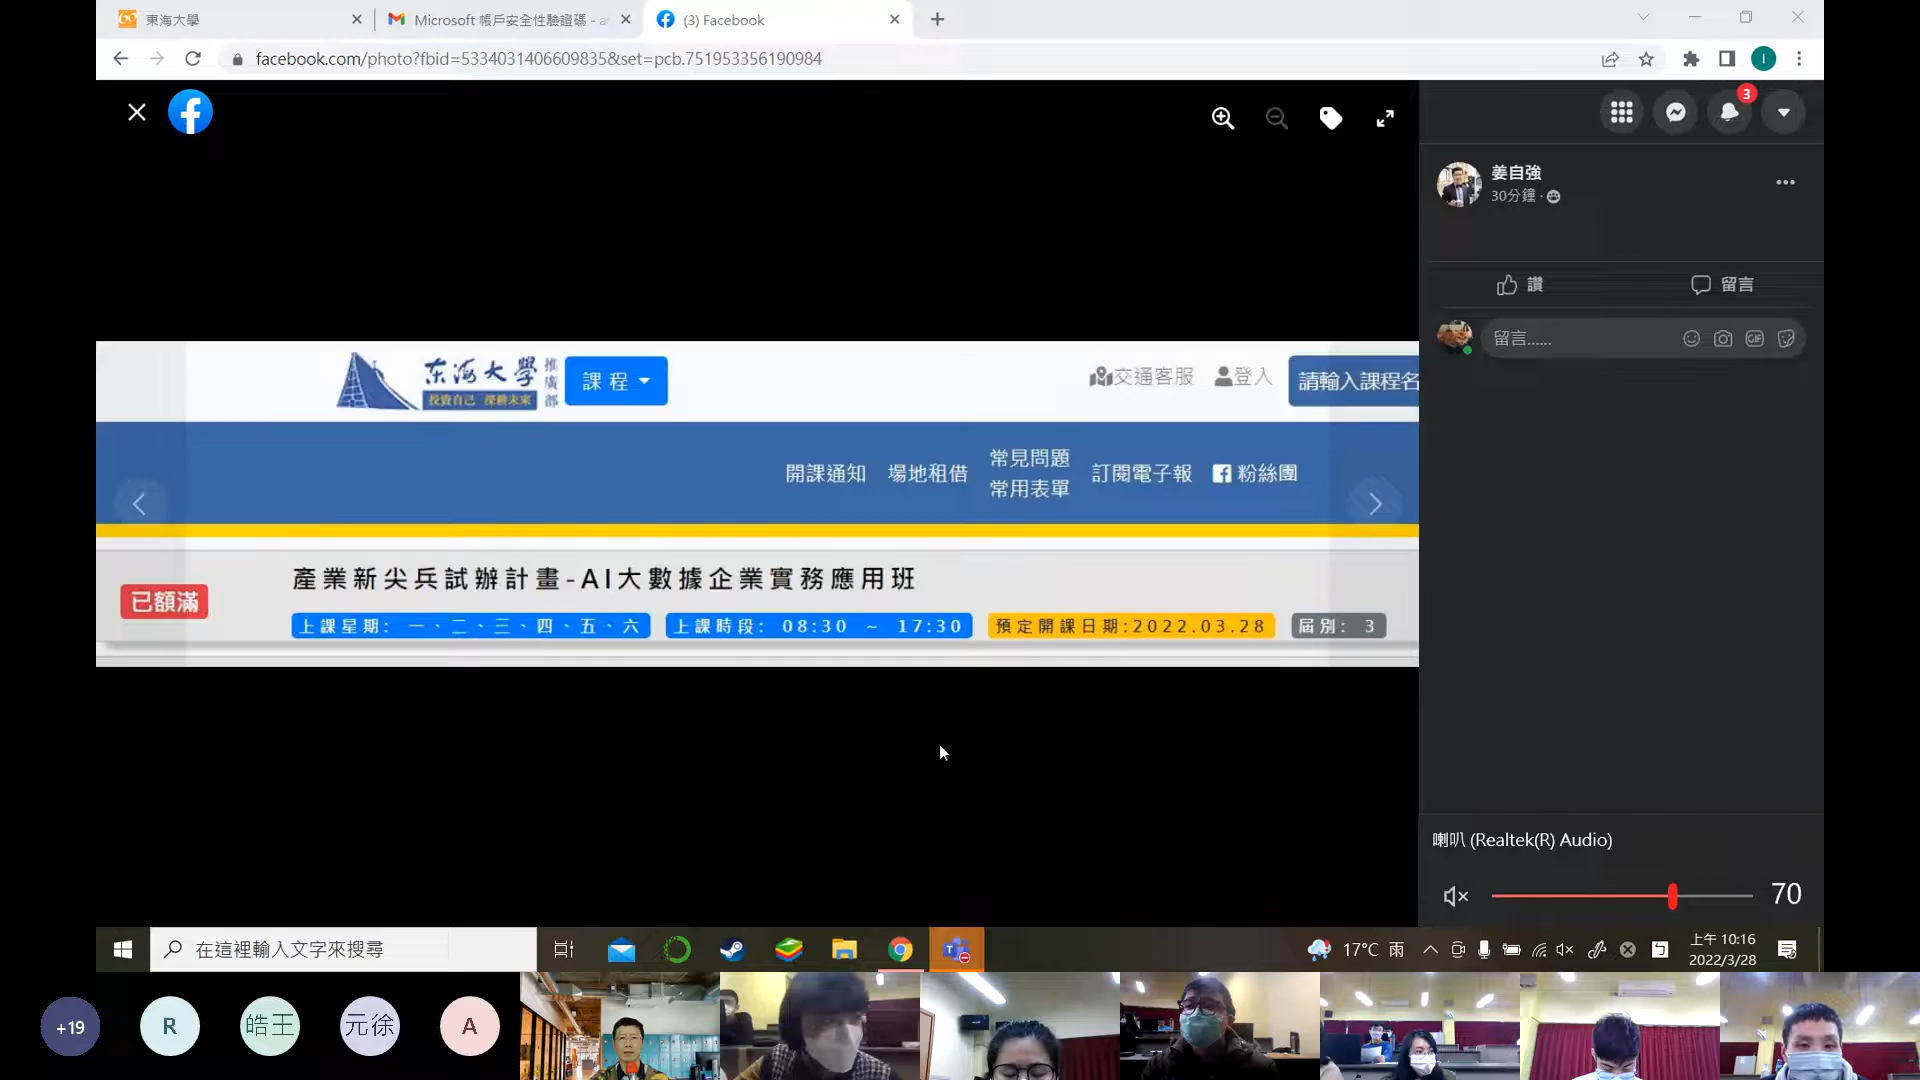 東海大學
Microsoft 帳戶安全性驗證碼 - a
(3) Facebook
facebook.com/photo?fbid=5334031406609835&set=pcb.751953356190984
3
姜自強
30分鐘 ·
讚
留言
留言......
GIF
东海大學
推廣部
投資自己 深耕未來
課程
交通客服
登入
請輸入課程名
開課通知
場地租借
常見問題
常用表單
訂閱電子報
粉絲團
已額滿
產業新尖兵試辦計畫-AI大數據企業實務應用班
上課星期: 一、二、三、四、五、六
上課時段: 08:30 ~ 17:30
預定開課日期:2022.03.28
屆別: 3
喇叭 (Realtek(R) Audio)
70
在這裡輸入文字來搜尋
17°C 雨
上午 10:16
2022/3/28
+19
R
皓王
元徐
A